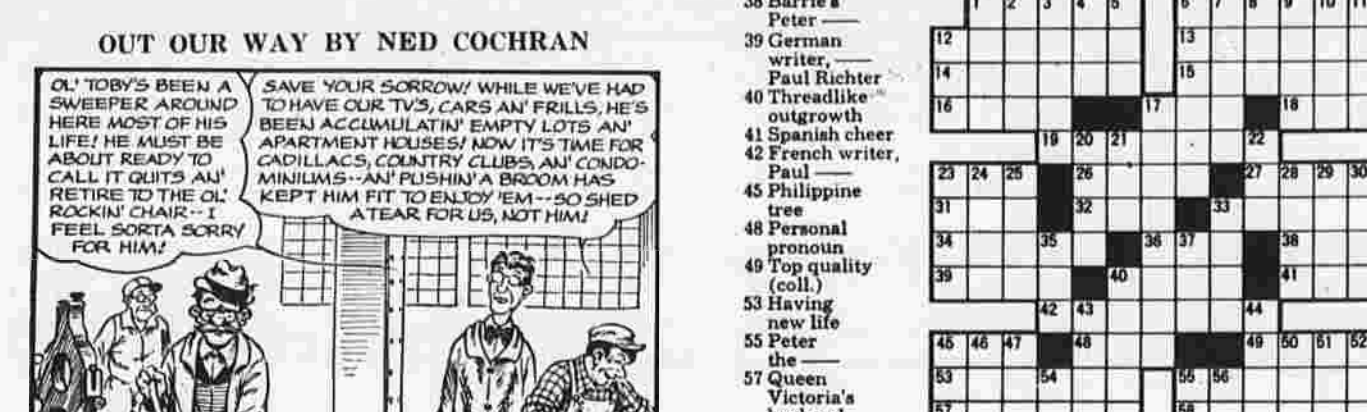 OUT OUR WAY BY NED COCHRAN
OL' TOBY'S BEEN A
SWEEPER AROUND
HERE MOST OF HIS
LIFE! HE MUST BE
ABOUT READY TO
CALL IT QUITS AN'
RETIRE TO THE OL'
ROCKIN' CHAIR--I
FEEL SORTA SORRY
FOR HIM!
SAVE YOUR SORROW! WHILE WE'VE HAD
TO HAVE OUR TV'S, CARS AN' FRILLS, HE'S
BEEN ACCUMULATIN' EMPTY LOTS AN'
APARTMENT HOUSES! NOW IT'S TIME FOR
CADILLACS, COUNTRY CLUBS, AN' CONDO-
MINIUMS--AN' PUSHIN' A BROOM HAS
KEPT HIM FIT TO ENJOY 'EM--SO SHED
A TEAR FOR US, NOT HIM!
38 Barrie's
Peter —
39 German
writer, —
Paul Richter
40 Threadlike
outgrowth
41 Spanish cheer
42 French writer,
Paul —
45 Philippine
tree
48 Personal
pronoun
49 Top quality
(coll.)
53 Having
new life
55 Peter
the —
57 Queen
Victoria's
1 2 3 4 5 6 7 8 9 10 11
12 13
14 15
16 17 18
19 20 21 22
23 24 25 26 27 28 29 30
31 32 33
34 35 36 37 38
39 40 41
42 43 44
45 46 47 48 49 50 51 52
53 54 55 56
57 58